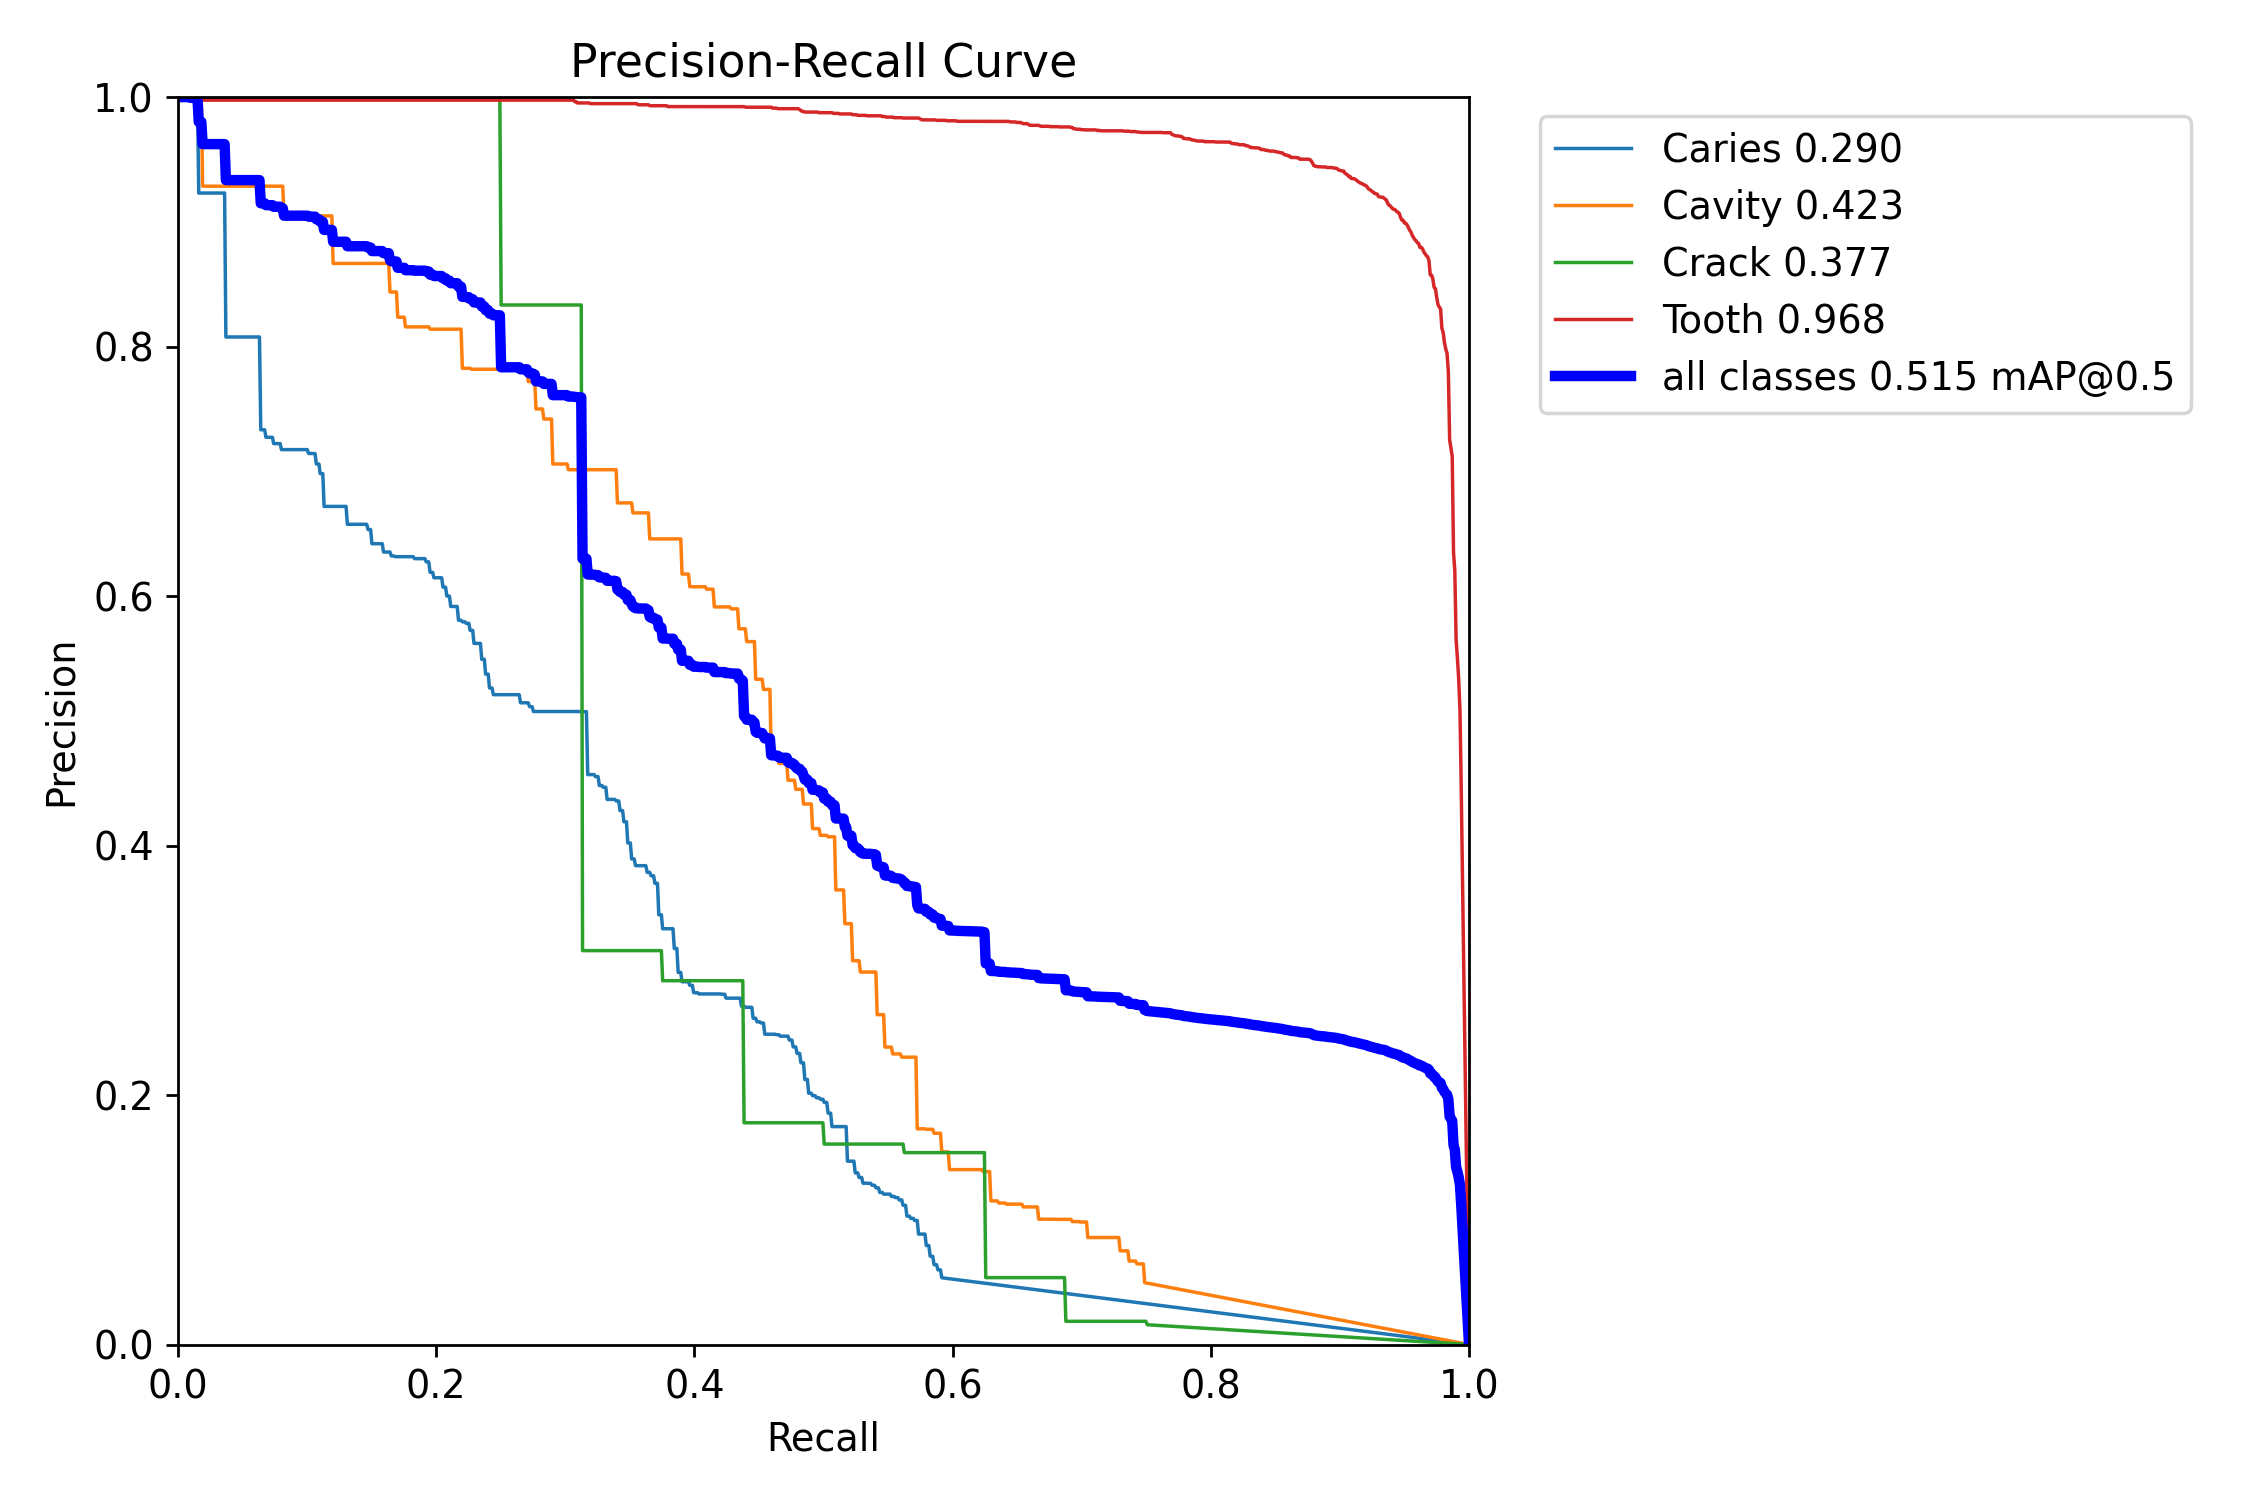 Precision-Recall Curve
1.0
0.8
0.6
0.4
0.2
0.0
Precision
0.0 0.2 0.4 0.6 0.8 1.0
Recall
Caries 0.290
Cavity 0.423
Crack 0.377
Tooth 0.968
all classes 0.515 mAP@0.5